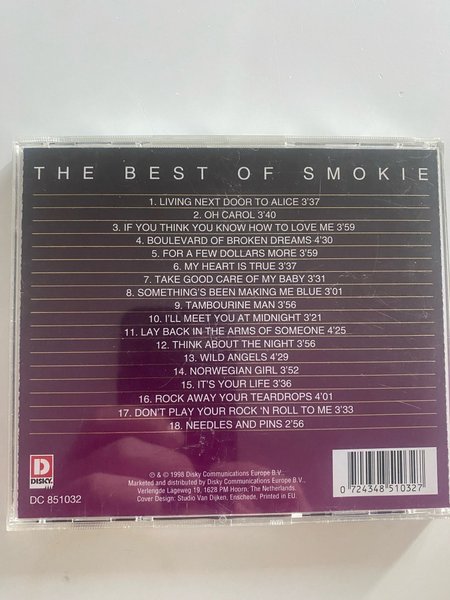 THE BEST OF SMOKIE
1. LIVING NEXT DOOR TO ALICE 3'37
2. OH CAROL 3'40
3. IF YOU THINK YOU KNOW HOW TO LOVE ME 3'59
4. BOULEVARD OF BROKEN DREAMS 4'30
5. FOR A FEW DOLLARS MORE 3'59
6. MY HEART IS TRUE 3'37
7. TAKE GOOD CARE OF MY BABY 3'31
8. SOMETHING'S BEEN MAKING ME BLUE 3'01
9. TAMBOURINE MAN 3'56
10. I'LL MEET YOU AT MIDNIGHT 3'21
11. LAY BACK IN THE ARMS OF SOMEONE 4'25
12. THINK ABOUT THE NIGHT 3'56
13. WILD ANGELS 4'29
14. NORWEGIAN GIRL 3'52
15. IT'S YOUR LIFE 3'36
16. ROCK AWAY YOUR TEARDROPS 4'01
17. DON'T PLAY YOUR ROCK 'N ROLL TO ME 3'33
18. NEEDLES AND PINS 2'56
D
DISKY
DC 851032
℗ & © 1998 Disky Communications Europe B.V..
Marketed and distributed by Disky Communications Europe B.V..
Verlengde Lageweg 19, 1628 PM Hoorn, The Netherlands.
Cover Design: Studio Van Dijken, Enschede. Printed in EU.
0 724348 510327